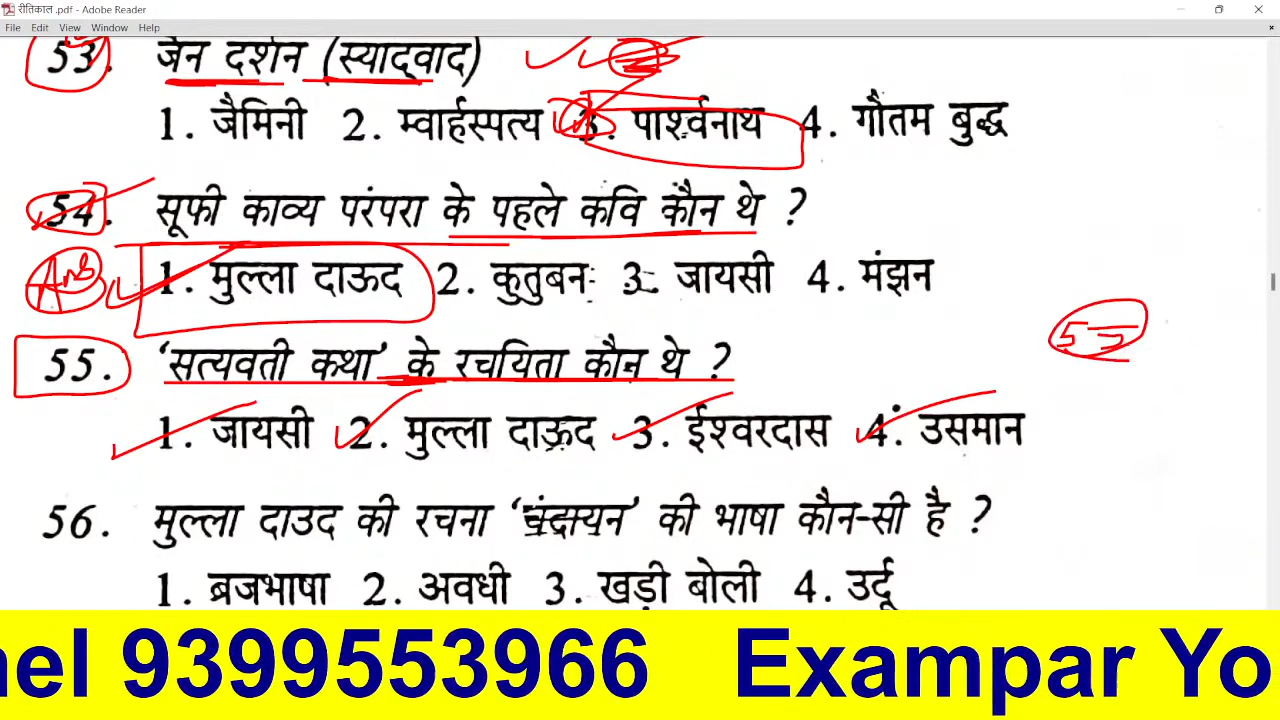 रीतिकाल .pdf - Adobe Reader
File Edit View Window Help
53. जैन दर्शन (स्याद्वाद)
1. जैमिनी 2. म्वार्हस्पत्य 3. पार्श्वनाथ 4. गौतम बुद्ध
54. सूफी काव्य परंपरा के पहले कवि कौन थे ?
Ans 1. मुल्ला दाऊद 2. कुतुबन 3. जायसी 4. मंझन
55
55. 'सत्यवती कथा' के रचयिता कौन थे ?
1. जायसी 2. मुल्ला दाऊद 3. ईश्वरदास 4. उसमान
56. मुल्ला दाउद की रचना 'चंदायन' की भाषा कौन-सी है ?
1. ब्रजभाषा 2. अवधी 3. खड़ी बोली 4. उर्दू
nel 9399553966 Exampar Yo